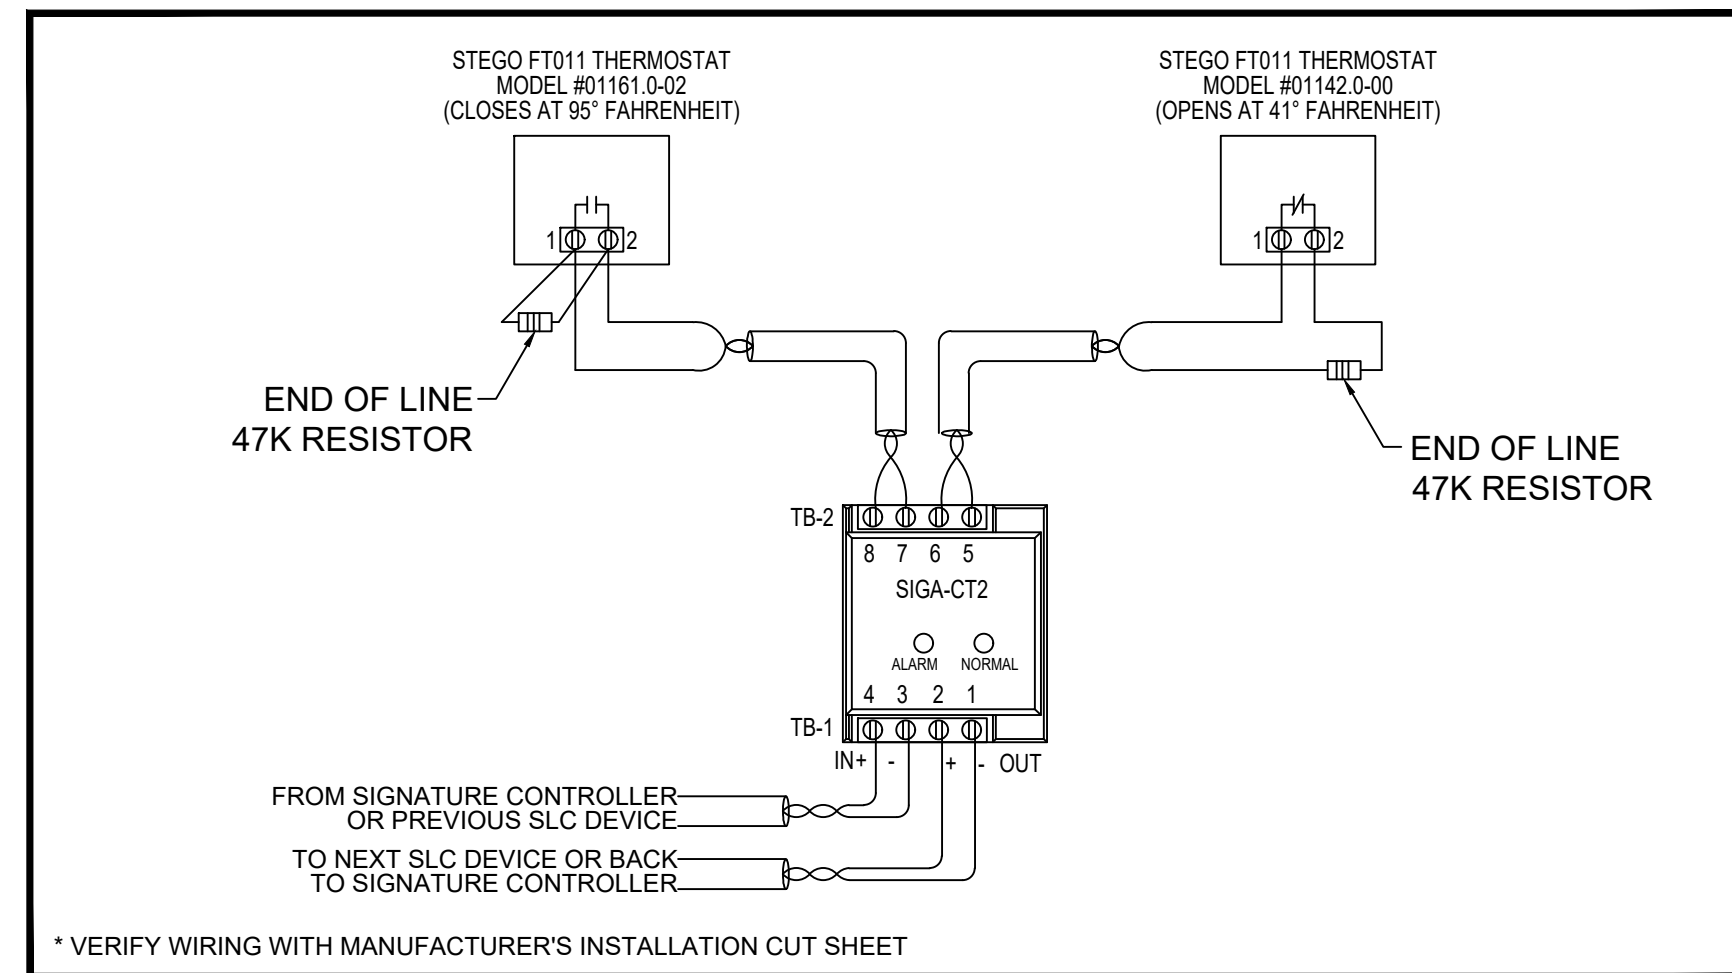 STEGO FT011 THERMOSTAT
MODEL #01161.0-02
(CLOSES AT 95° FAHRENHEIT)
STEGO FT011 THERMOSTAT
MODEL #01142.0-00
(OPENS AT 41° FAHRENHEIT)
1 2
1 2
END OF LINE
47K RESISTOR
END OF LINE
47K RESISTOR
TB-2
8 7 6 5
SIGA-CT2
ALARM NORMAL
4 3 2 1
TB-1
IN+ - + - OUT
FROM SIGNATURE CONTROLLER
OR PREVIOUS SLC DEVICE
TO NEXT SLC DEVICE OR BACK
TO SIGNATURE CONTROLLER
* VERIFY WIRING WITH MANUFACTURER'S INSTALLATION CUT SHEET